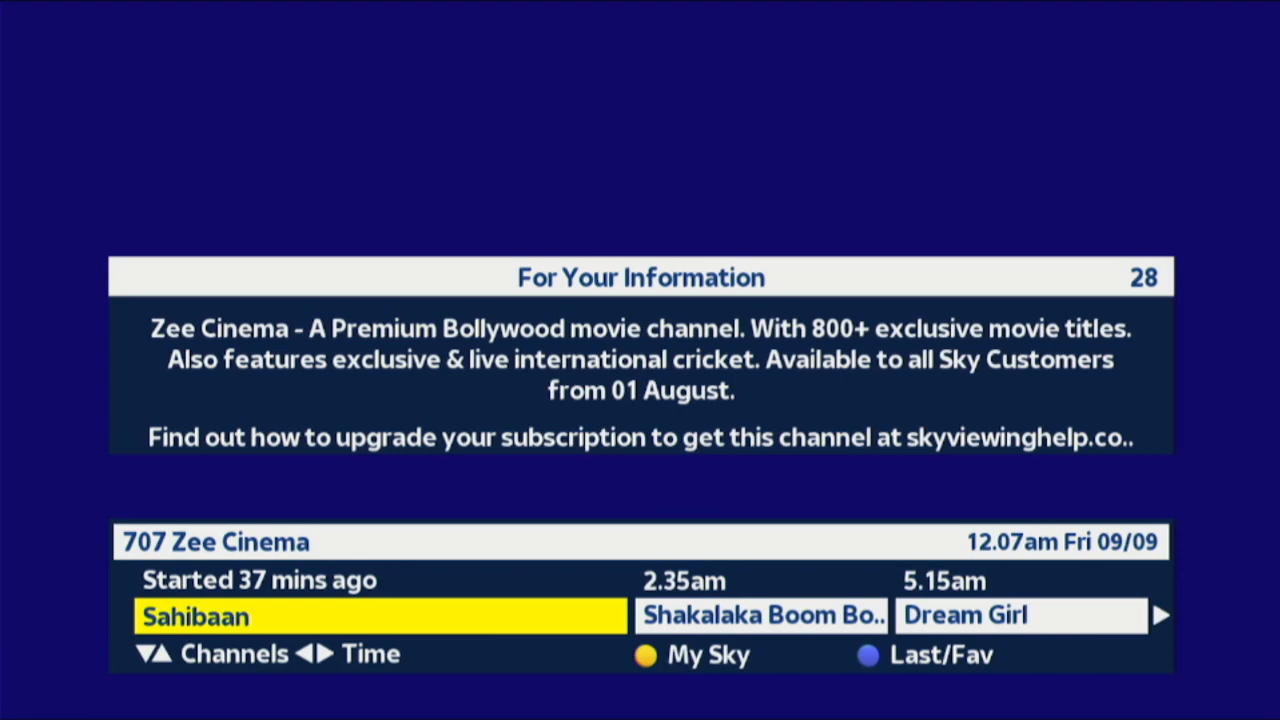 For Your Information 28
Zee Cinema - A Premium Bollywood movie channel. With 800+ exclusive movie titles.
Also features exclusive & live international cricket. Available to all Sky Customers
from 01 August.
Find out how to upgrade your subscription to get this channel at skyviewinghelp.co..
707 Zee Cinema 12.07am Fri 09/09
Started 37 mins ago 2.35am 5.15am
Sahibaan Shakalaka Boom Bo.. Dream Girl
Channels Time My Sky Last/Fav